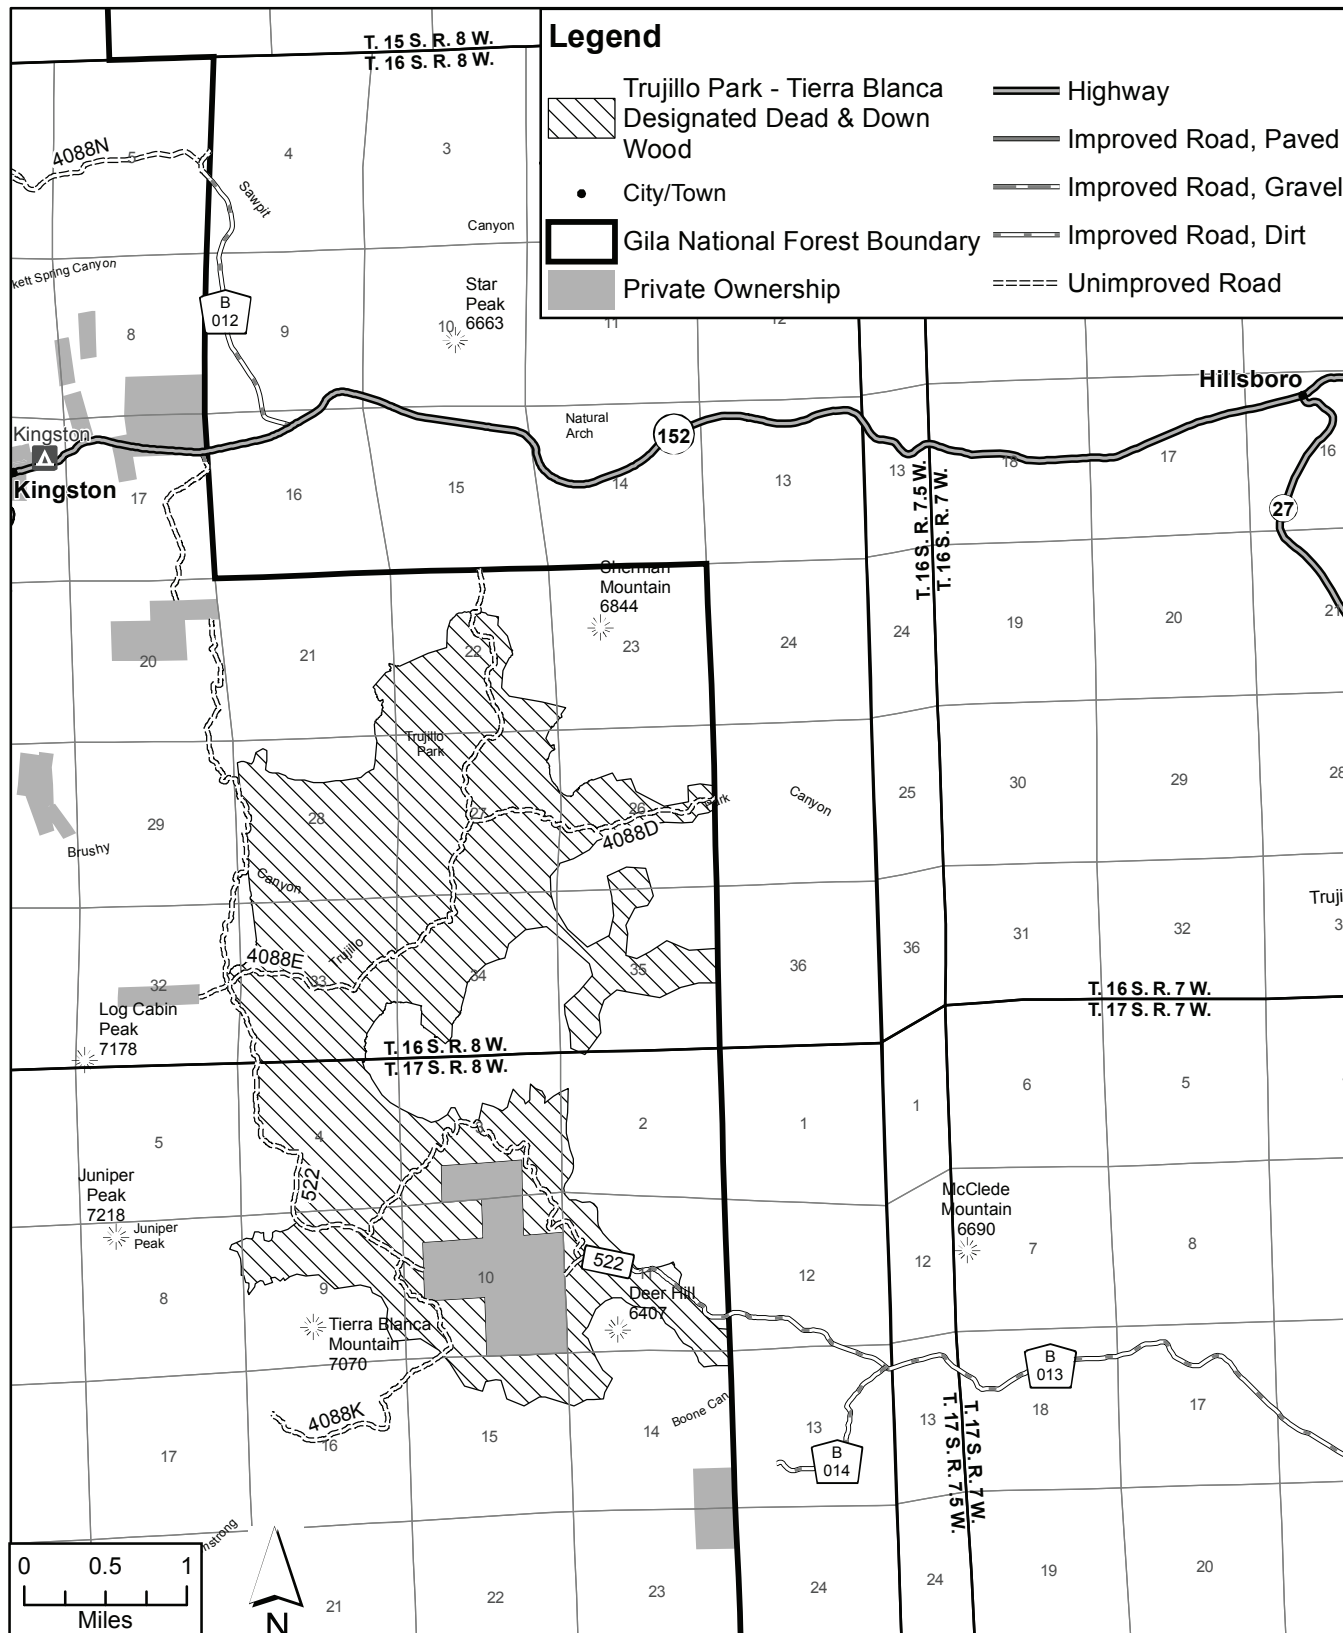 T. 15 S. R. 8 W.
T. 16 S. R. 8 W.
Legend
Trujillo Park - Tierra Blanca
Designated Dead & Down
Wood
City/Town
Gila National Forest Boundary
Private Ownership
Highway
Improved Road, Paved
Improved Road, Gravel
Improved Road, Dirt
Unimproved Road
4088N
5
4
3
Sawpit
Canyon
kett Spring Canyon
Star
Peak
6663
B
012
8
9
10
11
12
Hillsboro
Natural
Arch
152
Kingston
Kingston
17
16
15
14
13
13
18
17
16
27
T. 16 S. R. 7.5 W.
T. 16 S. R. 7 W.
Sherman
Mountain
6844
20
21
22
23
24
24
19
20
21
Trujillo
Park
29
28
27
26
Park
Canyon
25
30
29
28
4088D
Brushy
Canyon
Truji
32
4088E
Trujillo
33
34
35
36
36
31
32
3
Log Cabin
Peak
7178
T. 16 S. R. 7 W.
T. 17 S. R. 7 W.
T. 16 S. R. 8 W.
T. 17 S. R. 8 W.
5
4
2
1
1
6
5
522
Juniper
Peak
7218
Juniper
Peak
McClede
Mountain
6690
8
9
10
522
11
12
12
7
8
Deer Hill
6407
Tierra Blanca
Mountain
7070
B
013
4088K
17
16
15
14
Boone Can
13
13
18
17
B
014
T. 17 S. R. 7.5 W.
T. 17 S. R. 7 W.
nstrong
0 0.5 1
Miles
N
21
22
23
24
24
19
20